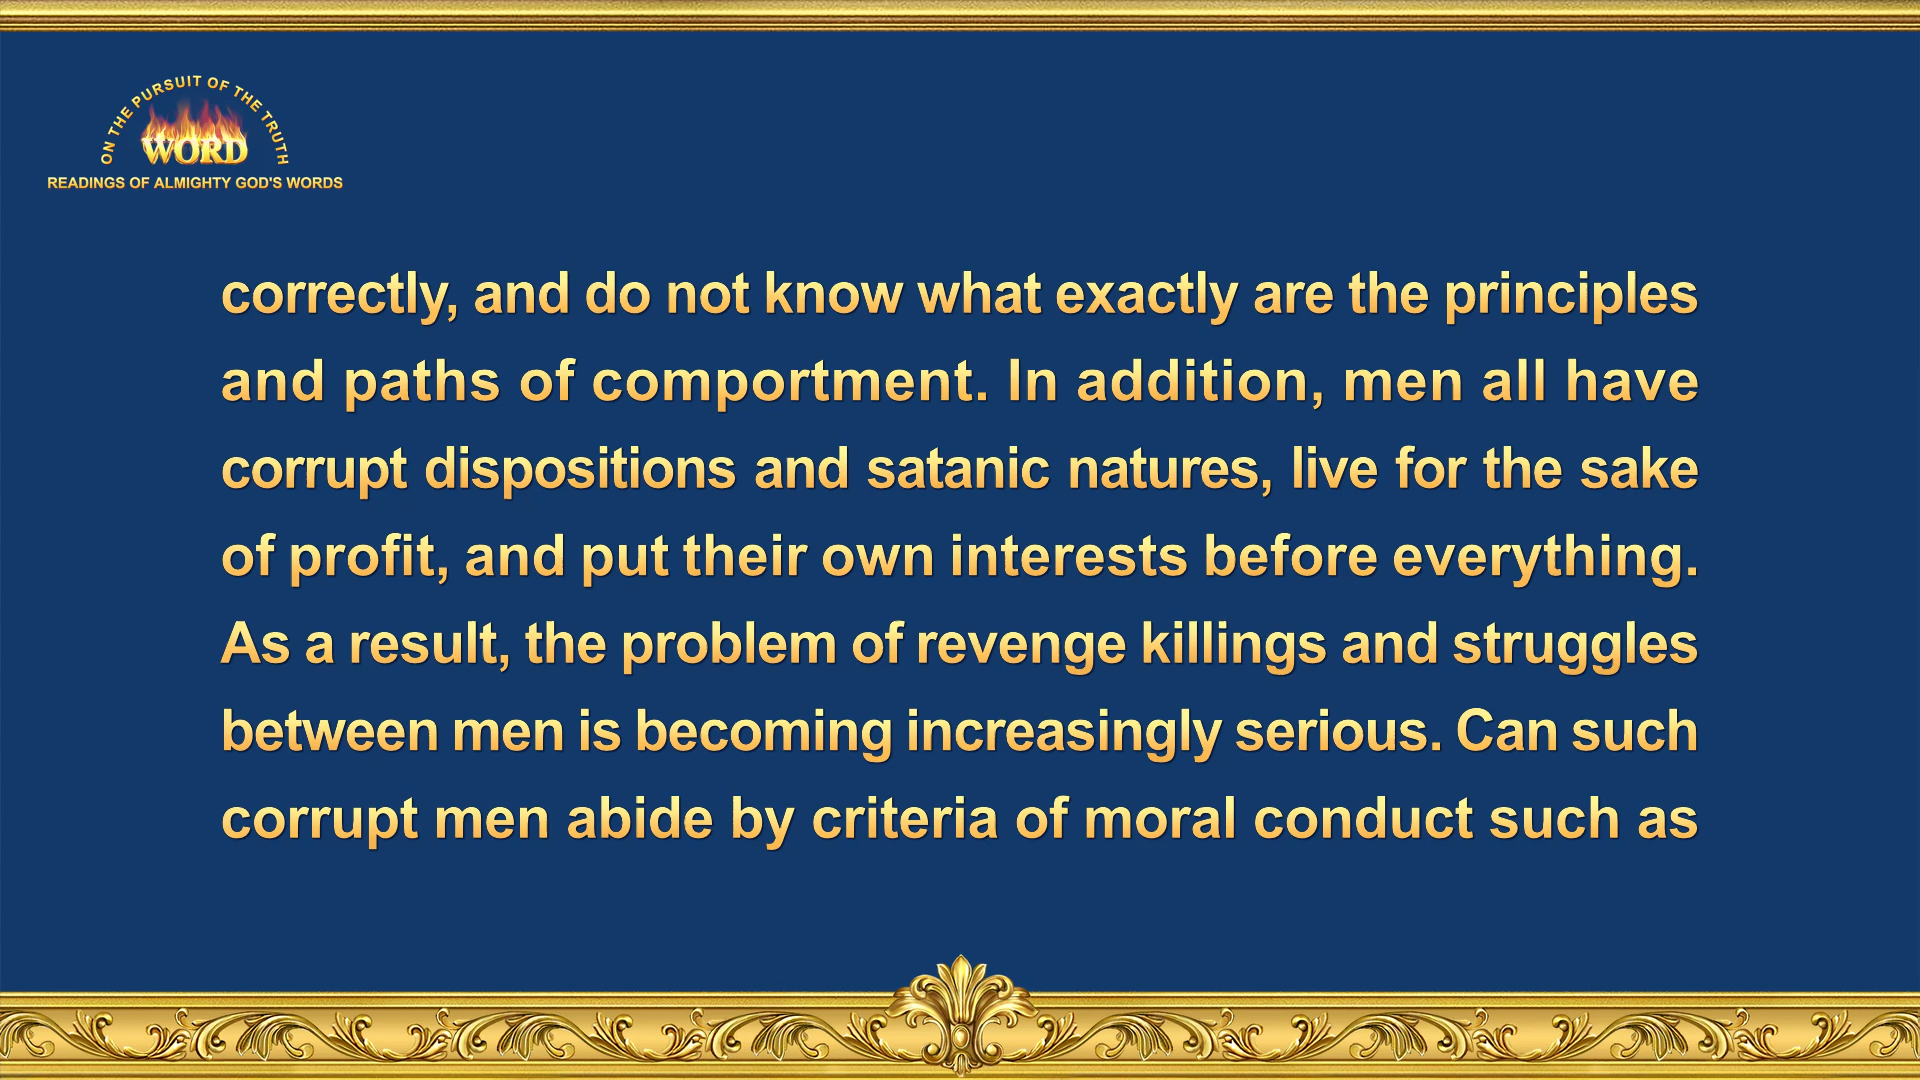 ON THE PURSUIT OF THE TRUTH
WORD
READINGS OF ALMIGHTY GOD'S WORDS
correctly, and do not know what exactly are the principles
and paths of comportment. In addition, men all have
corrupt dispositions and satanic natures, live for the sake
of profit, and put their own interests before everything.
As a result, the problem of revenge killings and struggles
between men is becoming increasingly serious. Can such
corrupt men abide by criteria of moral conduct such as